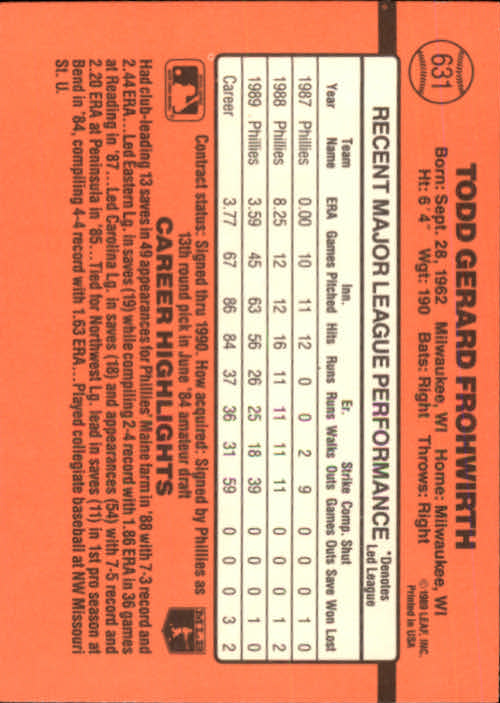 631
TODD GERARD FROHWIRTH
Born: Sept. 28, 1962 Milwaukee, WI Home: Milwaukee, WI
Ht: 6' 4" Wgt: 190 Bats: Right Throws: Right
© 1989 LEAF, INC.
Printed in USA
RECENT MAJOR LEAGUE PERFORMANCE
*Denotes
Led League
Team Inn. Er. Strike Comp. Shut
Year Name ERA Games Pitched Hits Runs Runs Walks Outs Games Outs Save Won Lost
1987 Phillies 0.00 10 11 12 0 0 2 9 0 0 0 1 0
1988 Phillies 8.25 12 12 16 11 11 11 11 0 0 0 1 2
1989 Phillies 3.59 45 63 56 26 25 18 39 0 0 0 1 0
Career 3.77 67 86 84 37 36 31 59 0 0 0 3 2
Contract status: Signed thru 1990. How acquired: Signed by Phillies as
13th round pick in June '84 amateur draft
CAREER HIGHLIGHTS
MLB
Had club-leading 13 saves in 49 appearances for Phillies' Maine farm in '88 with 7-3 record and
2.44 ERA...Led Eastern Lg. in saves (19) while compiling 2-4 record with 1.86 ERA in 36 games
at Reading in '87...Led Carolina Lg. in saves (18) and appearances (54) with 7-5 record and
2.20 ERA at Peninsula in '85...Tied for Northwest Lg. lead in saves (11) in 1st pro season at
Bend in '84, compiling 4-4 record with 1.63 ERA...Played collegiate baseball at NW Missouri
St. U.